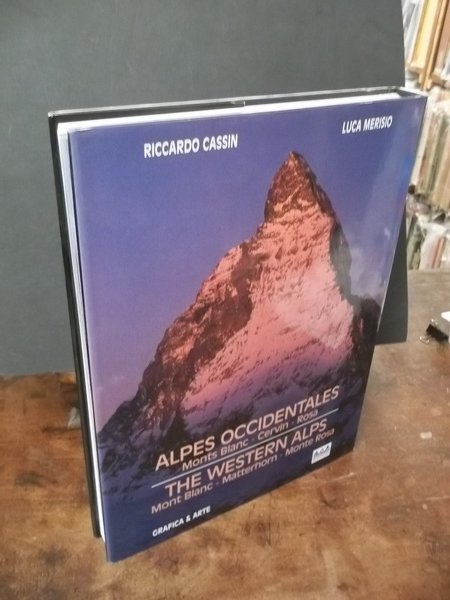 RICCARDO CASSIN
LUCA MERISIO
ALPES OCCIDENTALES
Monts Blanc - Cervin - Rosa
THE WESTERN ALPS
Mont Blanc - Matterhorn - Monte Rosa
GRAFICA & ARTE